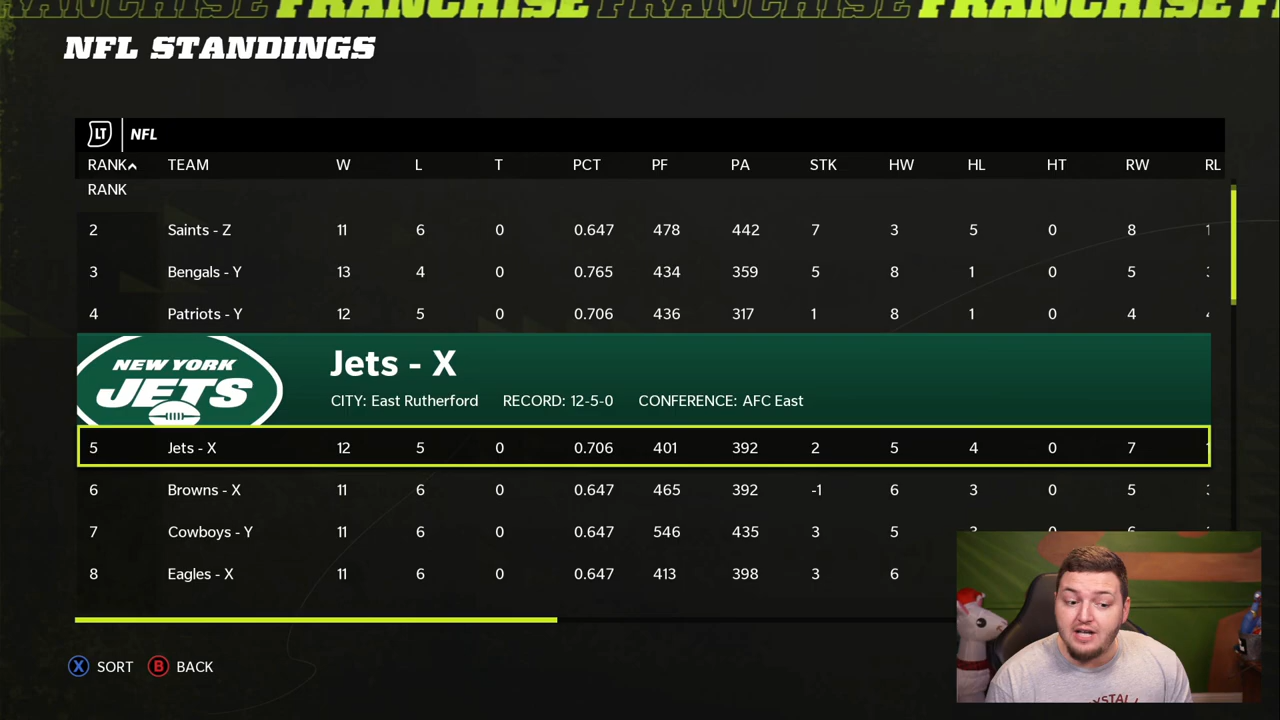 FRANCHISE FRANCHISE FRANCHISE FRANCHISE
NFL STANDINGS
LT NFL
RANK TEAM W L T PCT PF PA STK HW HL HT RW RL
RANK
2 Saints - Z 11 6 0 0.647 478 442 7 3 5 0 8
3 Bengals - Y 13 4 0 0.765 434 359 5 8 1 0 5
4 Patriots - Y 12 5 0 0.706 436 317 1 8 1 0 4
NEW YORK
JETS
Jets - X
CITY: East Rutherford RECORD: 12-5-0 CONFERENCE: AFC East
5 Jets - X 12 5 0 0.706 401 392 2 5 4 0 7
6 Browns - X 11 6 0 0.647 465 392 -1 6 3 0 5
7 Cowboys - Y 11 6 0 0.647 546 435 3 5
8 Eagles - X 11 6 0 0.647 413 398 3 6
X SORT B BACK